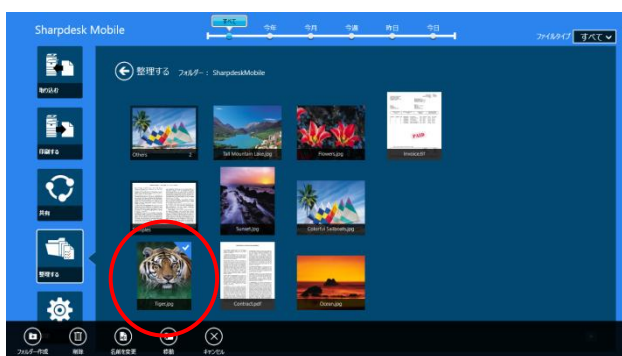 Sharpdesk Mobile
すべて 今年 今月 今週 昨日 今日
ファイルタイプ すべて
取り込む
印刷する
共有
整理する
整理する フォルダー: SharpdeskMobile
Others 2
Tall Mountain Lake.jpg
Flowers.jpg
Invoice.tif
PAID
Sunset.jpg
Colorful Sailboats.jpg
Tiger.jpg
Contract.pdf
Ocean.jpg
フォルダー作成 削除 名前を変更 移動 キャンセル